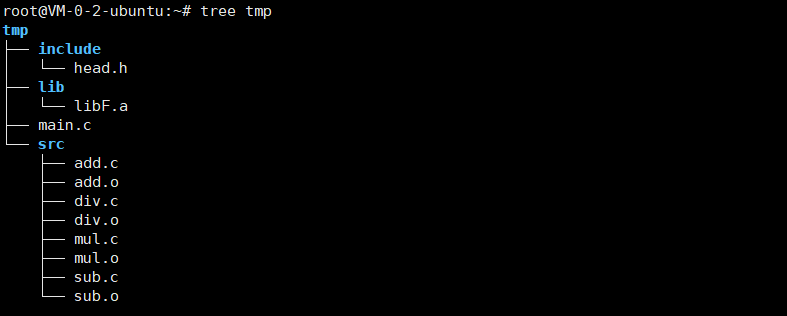 root@VM-0-2-ubuntu:~# tree tmp
tmp
├── include
│   └── head.h
├── lib
│   └── libF.a
├── main.c
└── src
    ├── add.c
    ├── add.o
    ├── div.c
    ├── div.o
    ├── mul.c
    ├── mul.o
    ├── sub.c
    └── sub.o